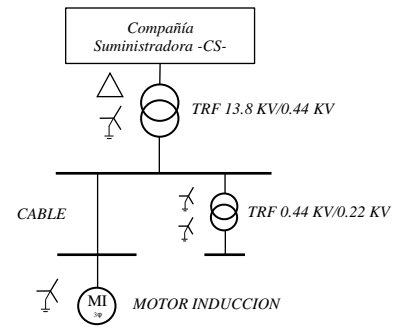 Compañía
Suministradora -CS-
TRF 13.8 KV/0.44 KV
CABLE
TRF 0.44 KV/0.22 KV
MI
3φ
MOTOR INDUCCION